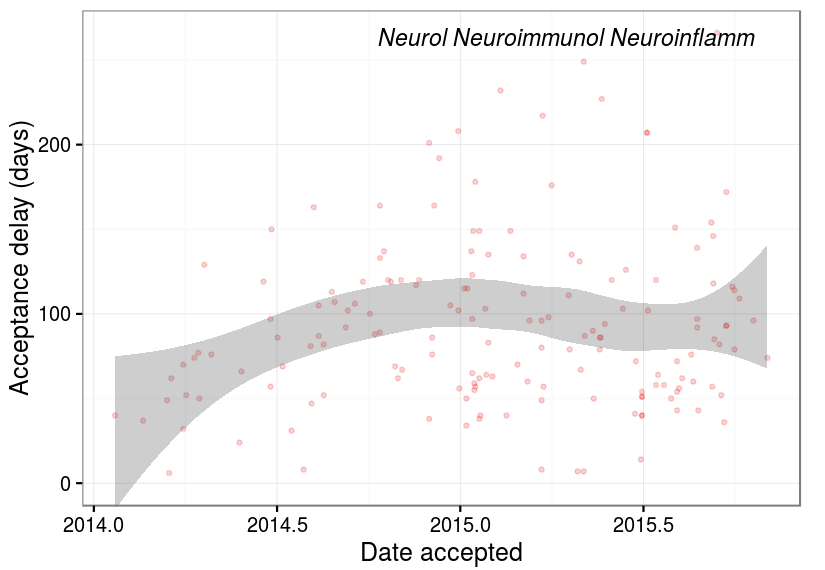 Neurol Neuroimmunol Neuroinflamm
Acceptance delay (days)
200
100
0
2014.0 2014.5 2015.0 2015.5
Date accepted